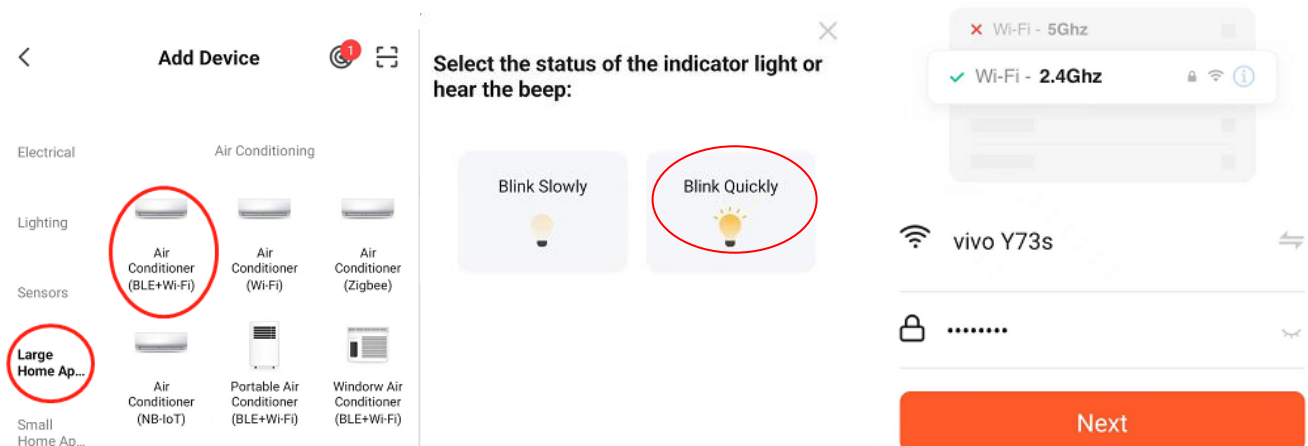 Add Device
1
Electrical
Air Conditioning
Lighting
Air
Conditioner
(BLE+Wi-Fi)
Air
Conditioner
(Wi-Fi)
Air
Conditioner
(Zigbee)
Sensors
Large
Home Ap...
Air
Conditioner
(NB-IoT)
Portable Air
Conditioner
(BLE+Wi-Fi)
Windorw Air
Conditioner
(BLE+Wi-Fi)
Small
Home Ap...
Select the status of the indicator light or
hear the beep:
Blink Slowly
Blink Quickly
Wi-Fi - 5Ghz
Wi-Fi - 2.4Ghz
vivo Y73s
••••••••
Next